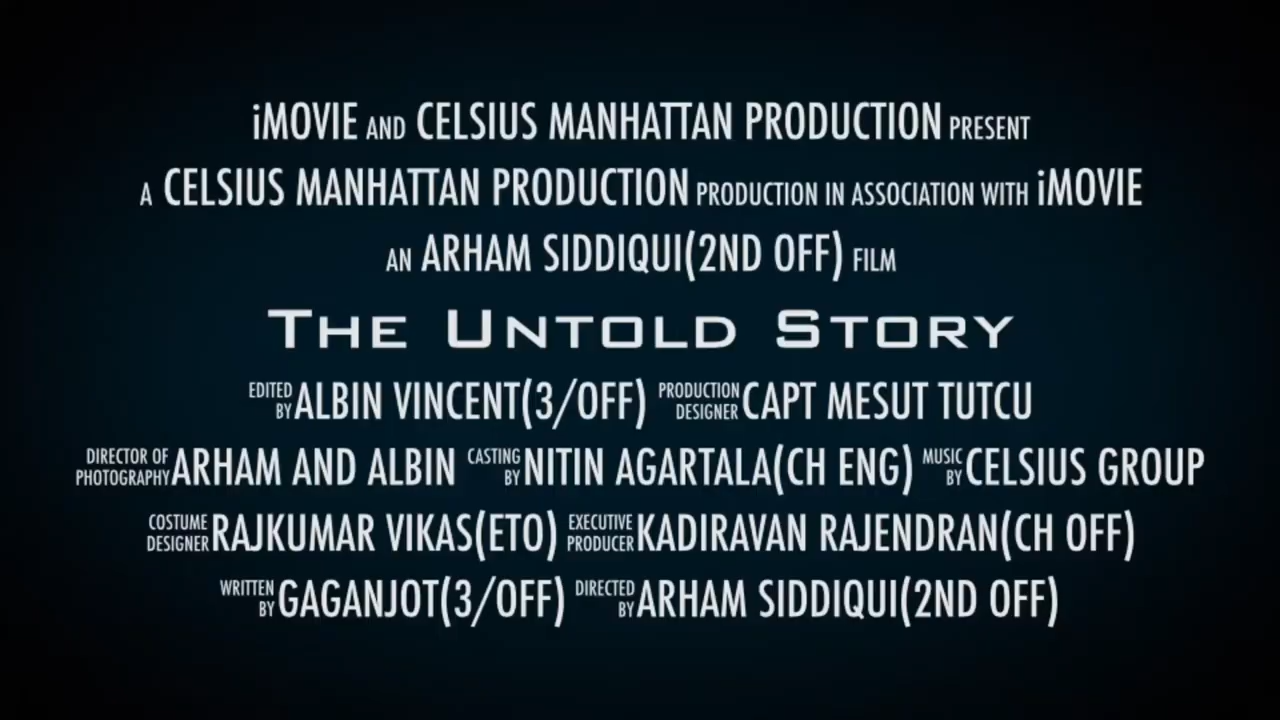 iMOVIE AND CELSIUS MANHATTAN PRODUCTION PRESENT
A CELSIUS MANHATTAN PRODUCTION PRODUCTION IN ASSOCIATION WITH iMOVIE
AN ARHAM SIDDIQUI(2ND OFF) FILM
THE UNTOLD STORY
EDITED BY ALBIN VINCENT(3/OFF) PRODUCTION DESIGNER CAPT MESUT TUTCU
DIRECTOR OF PHOTOGRAPHY ARHAM AND ALBIN CASTING BY NITIN AGARTALA(CH ENG) MUSIC BY CELSIUS GROUP
COSTUME DESIGNER RAJKUMAR VIKAS(ETO) EXECUTIVE PRODUCER KADIRAVAN RAJENDRAN(CH OFF)
WRITTEN BY GAGANJOT(3/OFF) DIRECTED BY ARHAM SIDDIQUI(2ND OFF)